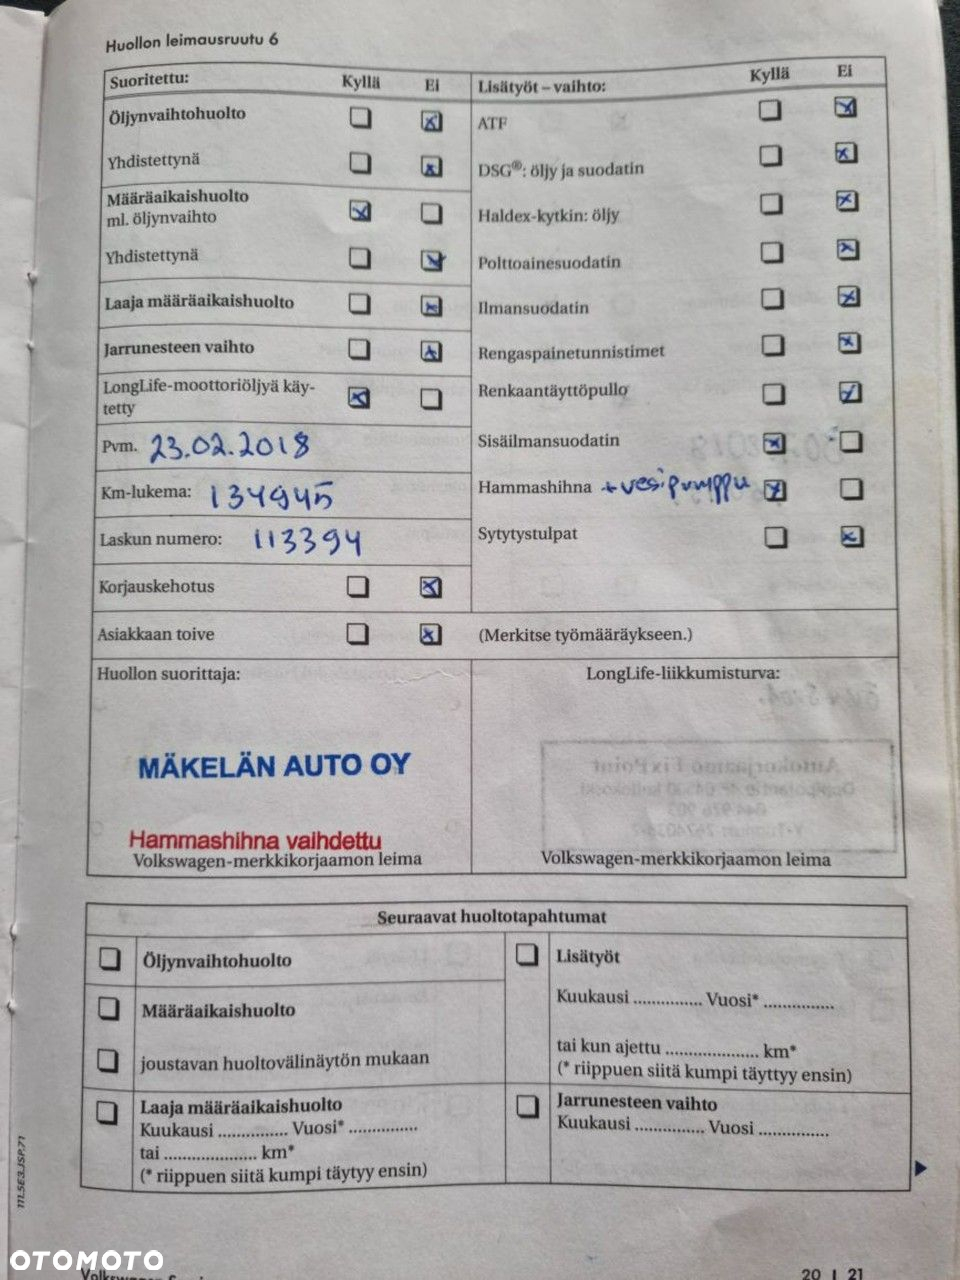 Huollon leimausruutu 6
Suoritettu: Kyllä Ei
Öljynvaihtohuolto
Yhdistettynä
Määräaikaishuolto
ml. öljynvaihto
Yhdistettynä
Laaja määräaikaishuolto
Jarrunesteen vaihto
LongLife-moottoriöljyä käy-
tetty
Pvm. 23.02.2018
Km-lukema: 134945
Laskun numero: 113394
Korjauskehotus
Asiakkaan toive
Lisätyöt – vaihto: Kyllä Ei
ATF
DSG®: öljy ja suodatin
Haldex-kytkin: öljy
Polttoainesuodatin
Ilmansuodatin
Rengaspainetunnistimet
Renkaantäyttöpullo
Sisäilmansuodatin
Hammashihna +vesipumppu
Sytytystulpat
(Merkitse työmääräykseen.)
Huollon suorittaja:
MÄKELÄN AUTO OY
Hammashihna vaihdettu
Volkswagen-merkkikorjaamon leima
LongLife-liikkumisturva:
Volkswagen-merkkikorjaamon leima
Seuraavat huoltotapahtumat
Öljynvaihtohuolto
Määräaikaishuolto
joustavan huoltovälinäytön mukaan
Laaja määräaikaishuolto
Kuukausi ............... Vuosi* ...............
tai .................... km*
(* riippuen siitä kumpi täytyy ensin)
Lisätyöt
Kuukausi ............... Vuosi* ...............
tai kun ajettu .................... km*
(* riippuen siitä kumpi täyttyy ensin)
Jarrunesteen vaihto
Kuukausi ............... Vuosi ...............
111.5E3.JSP.71
OTOMOTO
20 | 21